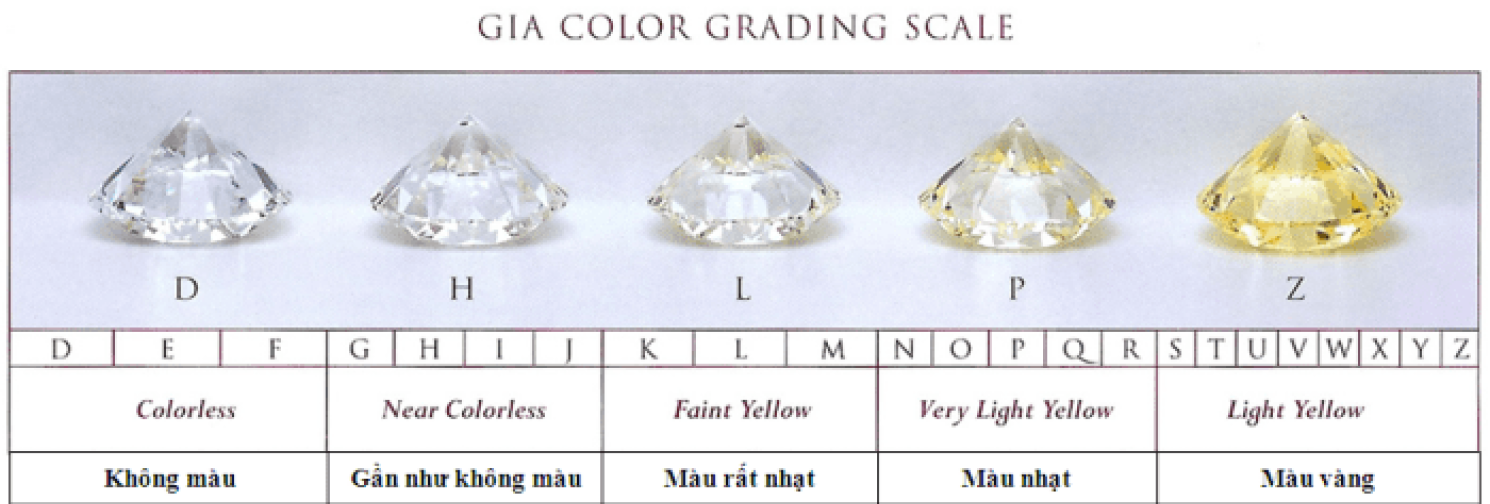 GIA COLOR GRADING SCALE
D H L P Z
D E F G H I J K L M N O P Q R S T U V W X Y Z
Colorless Near Colorless Faint Yellow Very Light Yellow Light Yellow
Không màu Gần như không màu Màu rất nhạt Màu nhạt Màu vàng